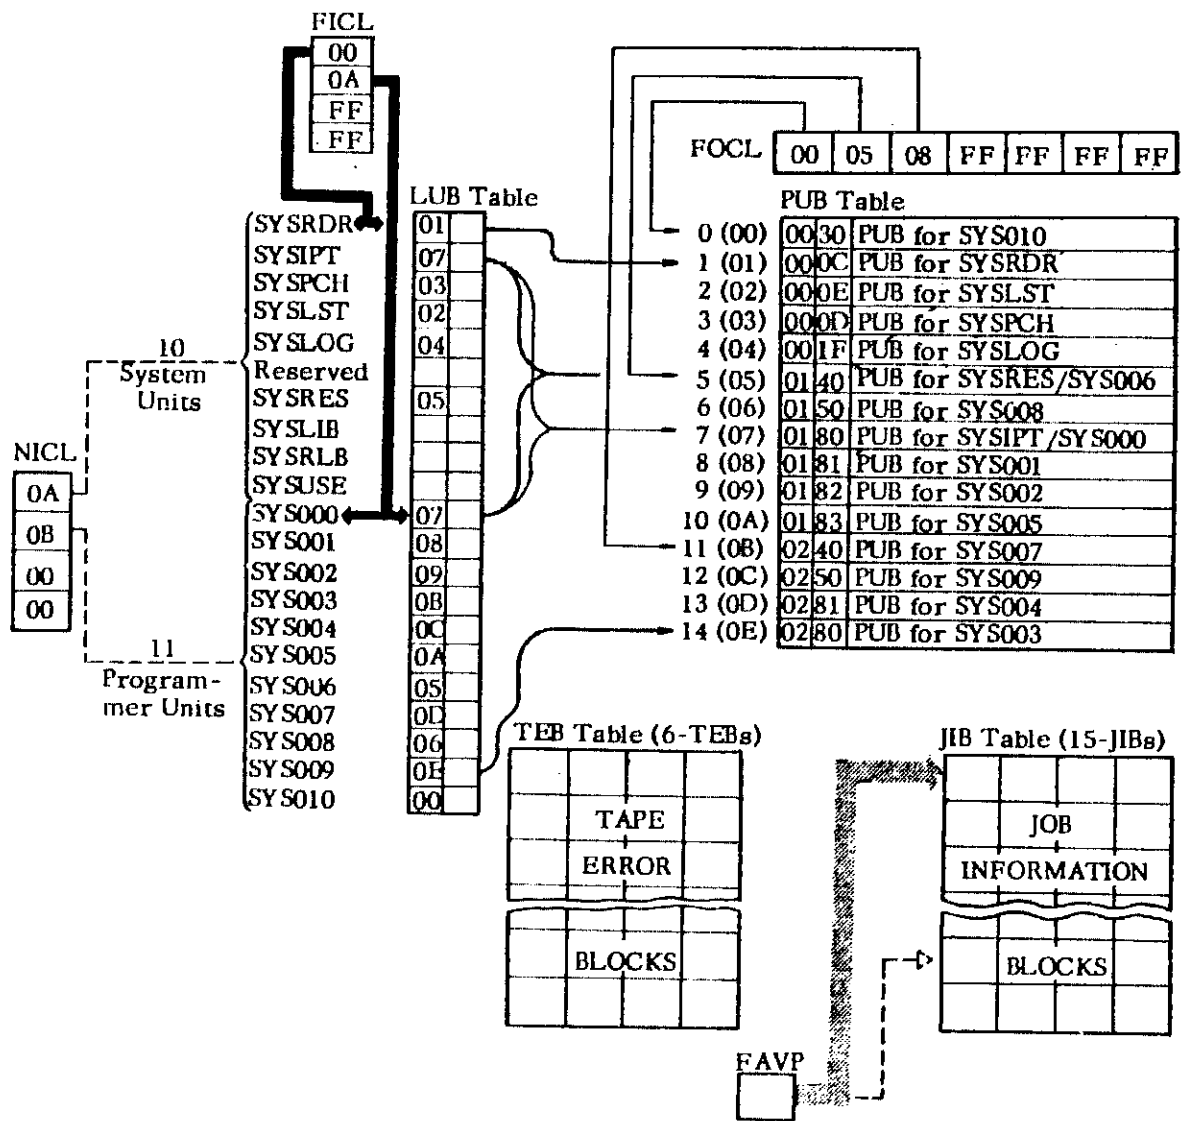 FICL
00
0A
FF
FF
FOCL 00 05 08 FF FF FF FF
LUB Table
SYSRDR 01
SYSIPT 07
SYSPCH 03
SYSLST 02
SYSLOG 04
Reserved
SYSRES 05
SYSLIB
SYSRLB
SYSUSE
SYS000 07
SYS001 08
SYS002 09
SYS003 0B
SYS004 0C
SYS005 0A
SYS006 05
SYS007 0D
SYS008 06
SYS009 0E
SYS010 00
10
System
Units
NICL
0A
0B
00
00
11
Program-
mer Units
PUB Table
0 (00) 00 30 PUB for SYS010
1 (01) 00 0C PUB for SYSRDR
2 (02) 00 0E PUB for SYSLST
3 (03) 00 0D PUB for SYSPCH
4 (04) 00 1F PUB for SYSLOG
5 (05) 01 40 PUB for SYSRES/SYS006
6 (06) 01 50 PUB for SYS008
7 (07) 01 80 PUB for SYSIPT/SYS000
8 (08) 01 81 PUB for SYS001
9 (09) 01 82 PUB for SYS002
10 (0A) 01 83 PUB for SYS005
11 (0B) 02 40 PUB for SYS007
12 (0C) 02 50 PUB for SYS009
13 (0D) 02 81 PUB for SYS004
14 (0E) 02 80 PUB for SYS003
TEB Table (6-TEBs)
TAPE
ERROR
BLOCKS
JIB Table (15-JIBs)
JOB
INFORMATION
BLOCKS
FAVP